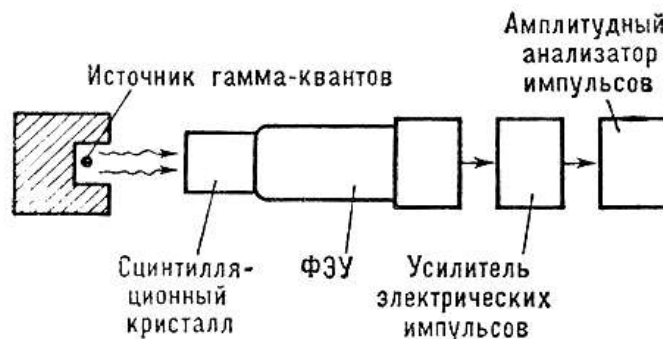 Амплитудный
анализатор
импульсов
Источник гамма-квантов
Сцинтилля-
ционный
кристалл
ФЭУ
Усилитель
электрических
импульсов